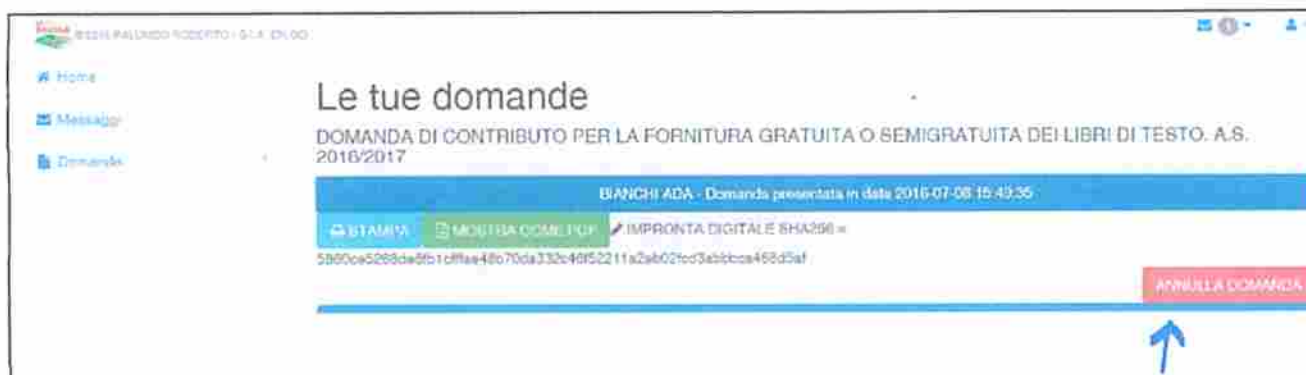 Home
Messaggi
Domande
Le tue domande
DOMANDA DI CONTRIBUTO PER LA FORNITURA GRATUITA O SEMIGRATUITA DEI LIBRI DI TESTO. A.S.
2016/2017
BIANCHI ADA - Domanda presentata in data 2016-07-08 15:49:35
STAMPA MOSTRA COME PDF IMPRONTA DIGITALE SHA256 =
ANNULLA DOMANDA